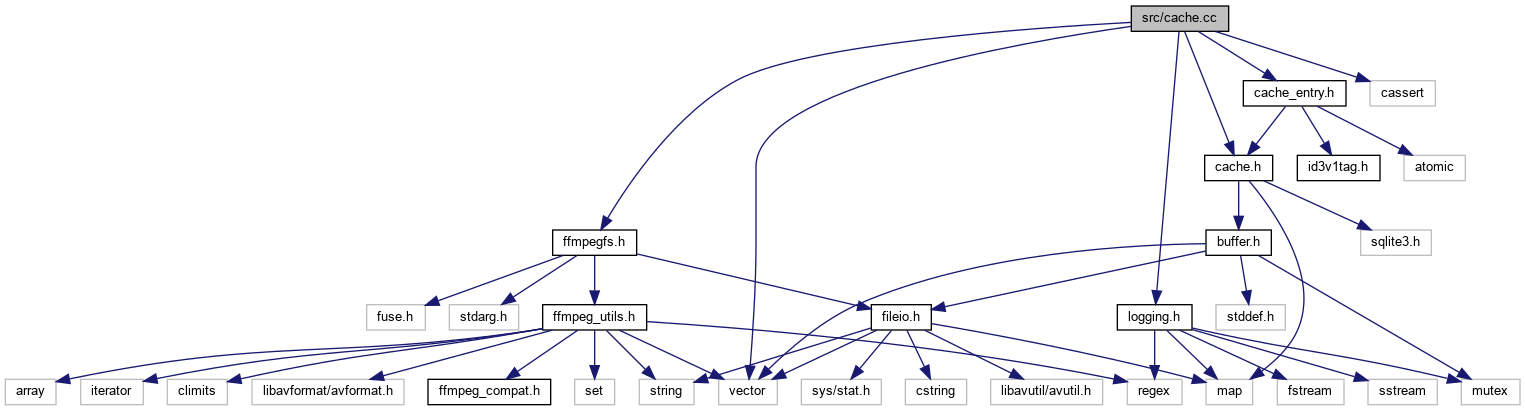 src/cache.cc
cache_entry.h
cassert
cache.h
id3v1tag.h
atomic
ffmpegfs.h
buffer.h
sqlite3.h
fuse.h
stdarg.h
ffmpeg_utils.h
fileio.h
logging.h
stddef.h
array
iterator
climits
libavformat/avformat.h
ffmpeg_compat.h
set
string
vector
sys/stat.h
cstring
libavutil/avutil.h
regex
map
fstream
sstream
mutex